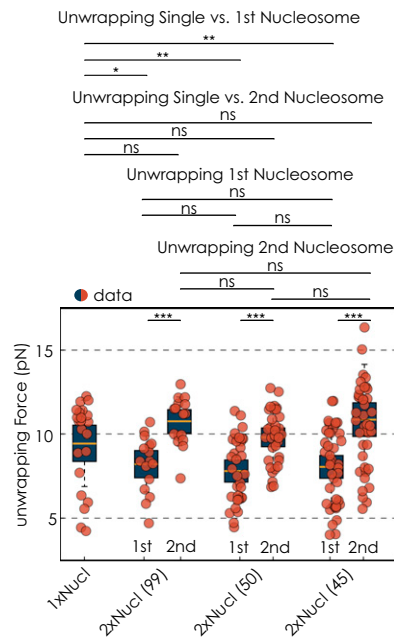 Unwrapping Single vs. 1st Nucleosome
**
**
*
Unwrapping Single vs. 2nd Nucleosome
ns
ns
ns
Unwrapping 1st Nucleosome
ns
ns ns
Unwrapping 2nd Nucleosome
ns
ns ns
data
*** *** ***
unwrapping Force (pN)
15
10
5
1st 2nd 1st 2nd 1st 2nd
1xNucl
2xNucl (99)
2xNucl (50)
2xNucl (45)